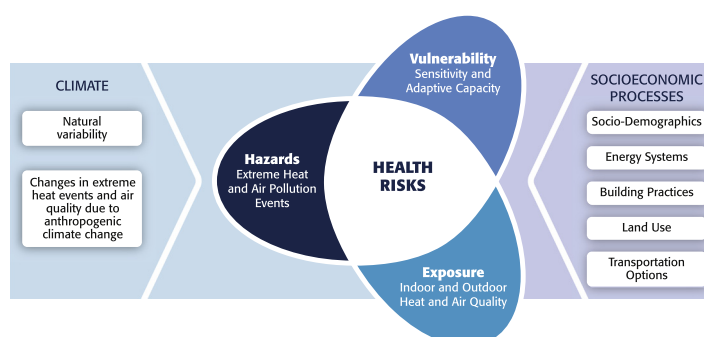 CLIMATE
Natural
variability
Changes in extreme
heat events and air
quality due to
anthropogenic
climate change
Hazards
Extreme Heat
and Air Pollution
Events
Vulnerability
Sensitivity and
Adaptive Capacity
HEALTH
RISKS
Exposure
Indoor and Outdoor
Heat and Air Quality
SOCIOECONOMIC
PROCESSES
Socio-Demographics
Energy Systems
Building Practices
Land Use
Transportation
Options